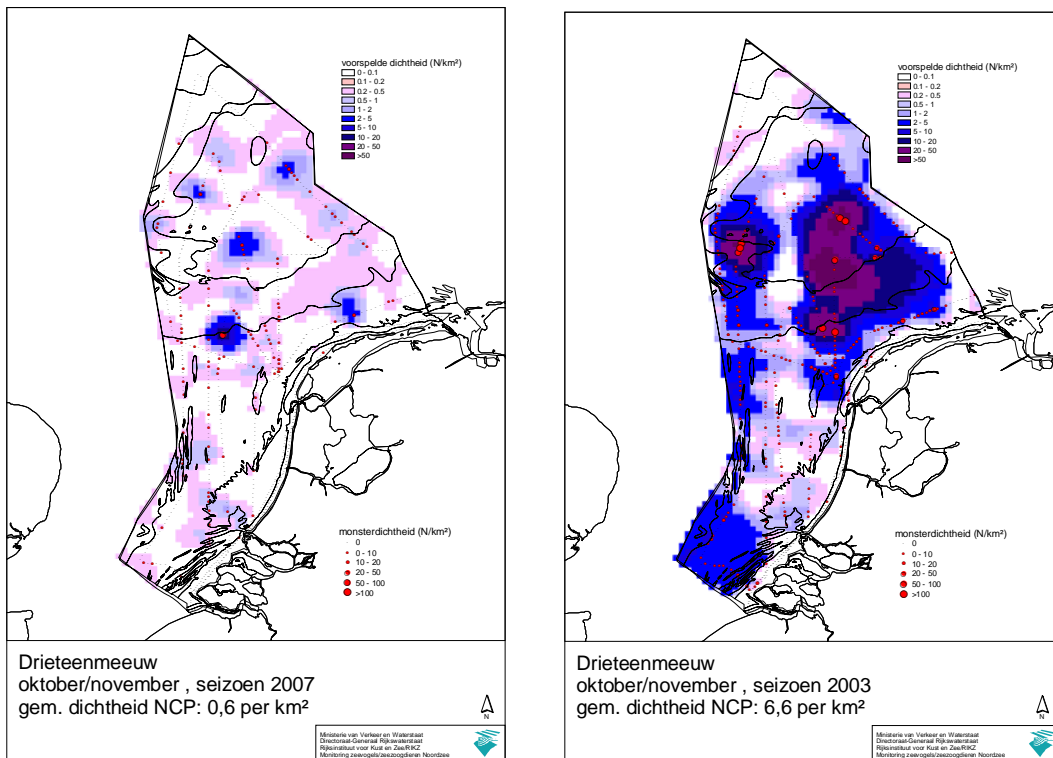 voorspelde dichtheid (N/km²)
0 - 0.1
0.1 - 0.2
0.2 - 0.5
0.5 - 1
1 - 2
2 - 5
5 - 10
10 - 20
20 - 50
>50
monsterdichtheid (N/km²)
0
0 - 10
10 - 20
20 - 50
50 - 100
>100
Drieteenmeeuw
oktober/november , seizoen 2007
gem. dichtheid NCP: 0,6 per km²
N
Ministerie van Verkeer en Waterstaat
Directoraat-Generaal Rijkswaterstaat
Rijksinstituut voor Kust en Zee/RIKZ
Monitoring zeevogels/zeezoogdieren Noordzee
voorspelde dichtheid (N/km²)
0 - 0.1
0.1 - 0.2
0.2 - 0.5
0.5 - 1
1 - 2
2 - 5
5 - 10
10 - 20
20 - 50
>50
monsterdichtheid (N/km²)
0
0 - 10
10 - 20
20 - 50
50 - 100
>100
Drieteenmeeuw
oktober/november , seizoen 2003
gem. dichtheid NCP: 6,6 per km²
N
Ministerie van Verkeer en Waterstaat
Directoraat-Generaal Rijkswaterstaat
Rijksinstituut voor Kust en Zee/RIKZ
Monitoring zeevogels/zeezoogdieren Noordzee